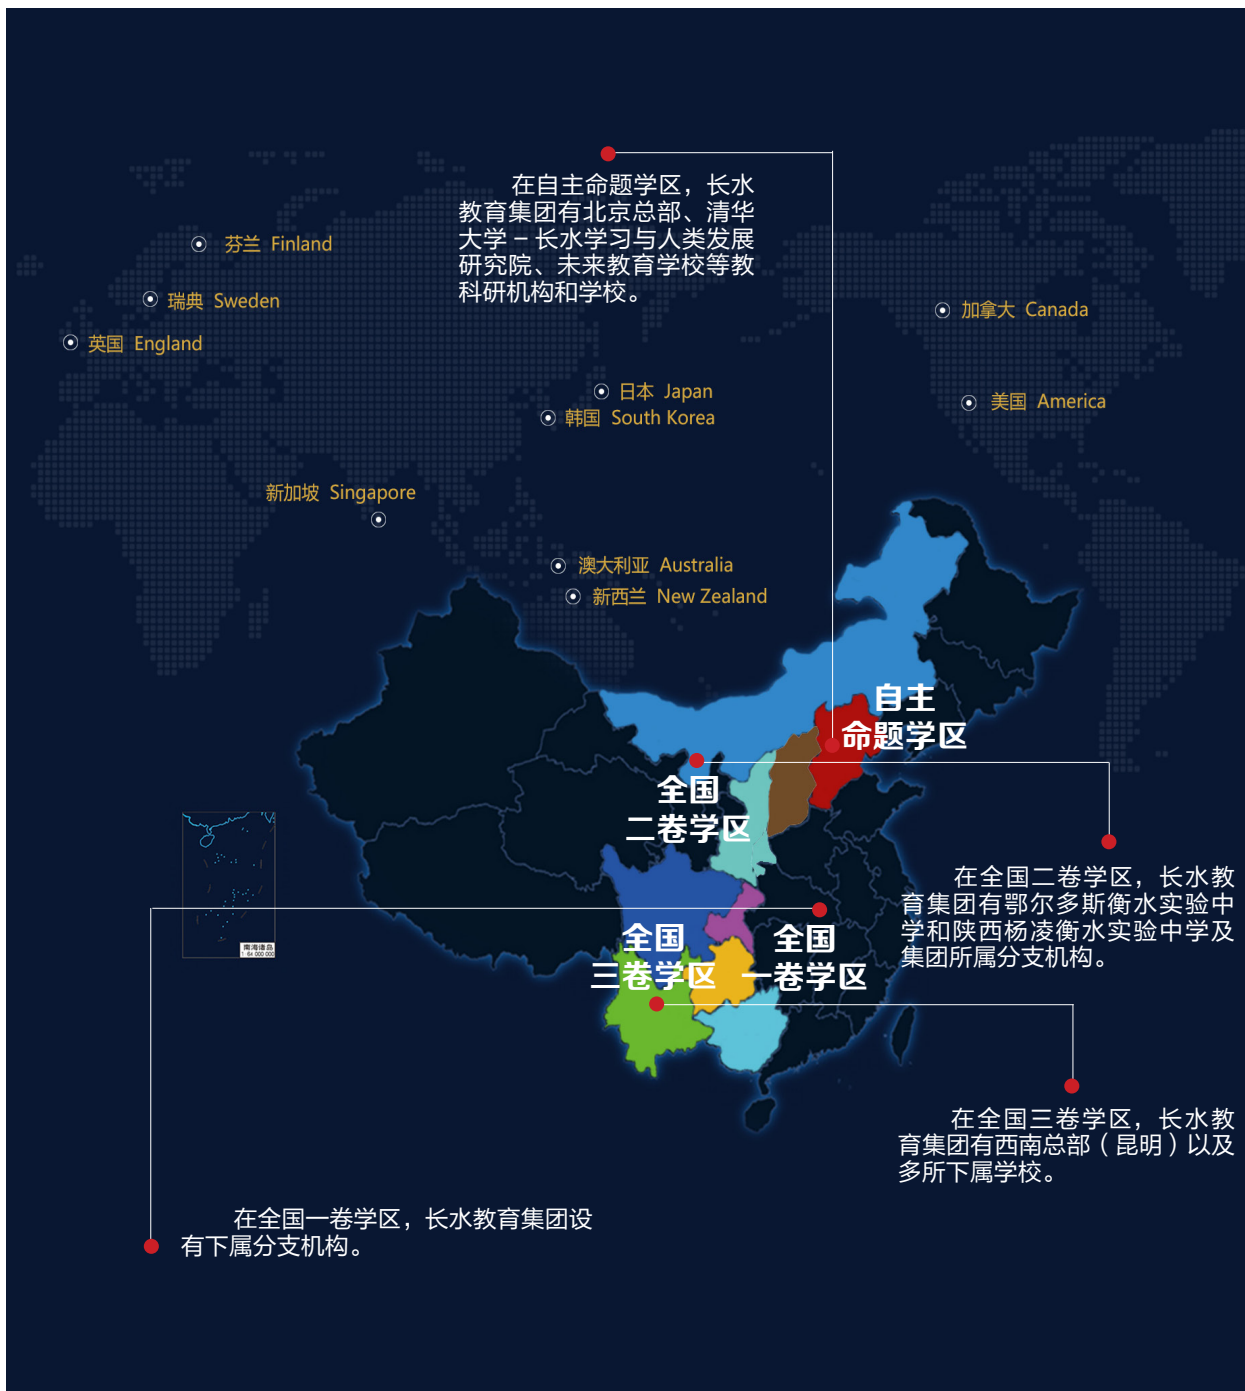 在自主命题学区，长水
教育集团有北京总部、清华
大学－长水学习与人类发展
研究院、未来教育学校等教
科研机构和学校。
芬兰 Finland
瑞典 Sweden
英国 England
加拿大 Canada
日本 Japan
韩国 South Korea
美国 America
新加坡 Singapore
澳大利亚 Australia
新西兰 New Zealand
自主
命题学区
全国
二卷学区
在全国二卷学区，长水教
育集团有鄂尔多斯衡水实验中
学和陕西杨凌衡水实验中学及
集团所属分支机构。
全国
三卷学区
全国
一卷学区
南海诸岛
1:64 000 000
在全国三卷学区，长水教
育集团有西南总部（昆明）以及
多所下属学校。
在全国一卷学区，长水教育集团设
有下属分支机构。